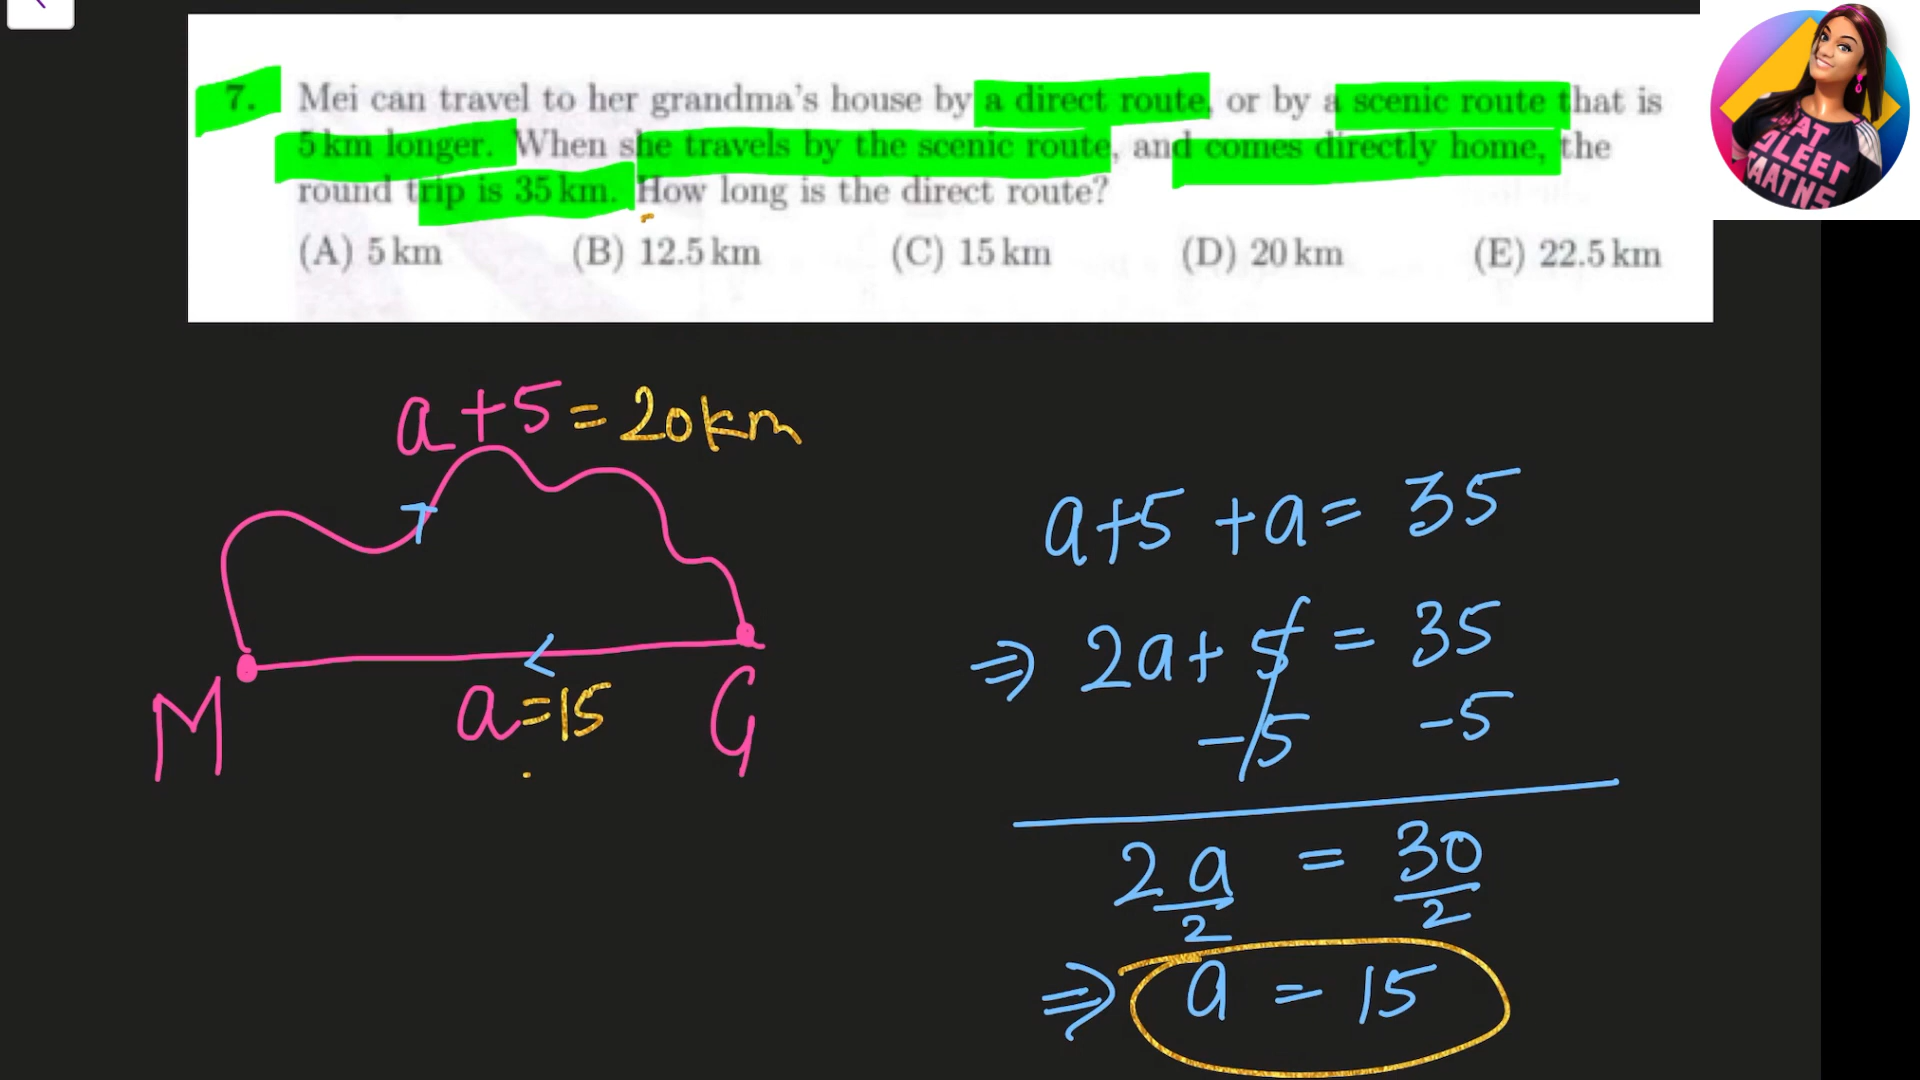 7. Mei can travel to her grandma's house by a direct route, or by a scenic route that is
5 km longer. When she travels by the scenic route, and comes directly home, the
round trip is 35 km. How long is the direct route?
(A) 5 km (B) 12.5 km (C) 15 km (D) 20 km (E) 22.5 km
EAT
SLEEP
MAATHS
a+5 = 20km
M
a = 15
G
a+5 +a = 35
⇒ 2a + 5 = 35
-5 -5
2a/2 = 30/2
⇒ a = 15